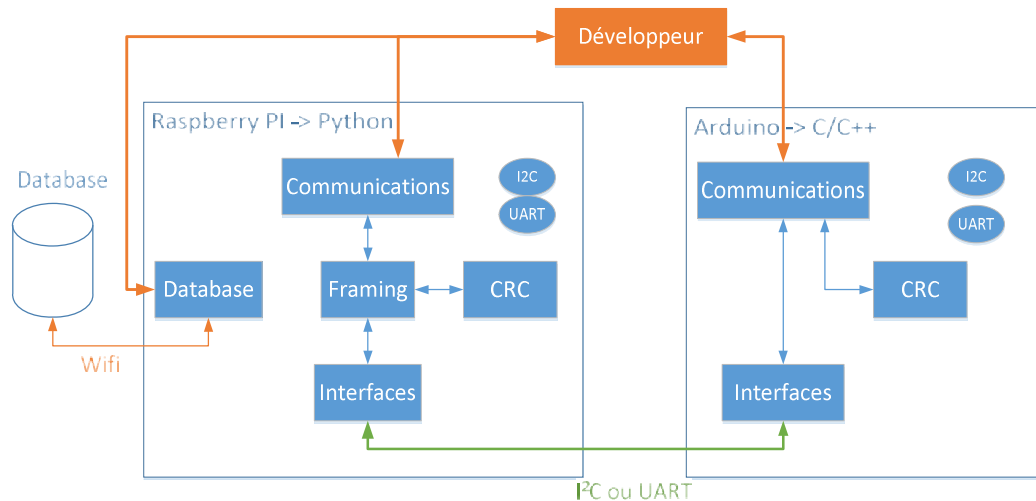 Développeur
Raspberry PI -> Python
Arduino -> C/C++
Communications
I2C
UART
Communications
I2C
UART
Database
Database
Framing
CRC
CRC
Wifi
Interfaces
Interfaces
I²C ou UART